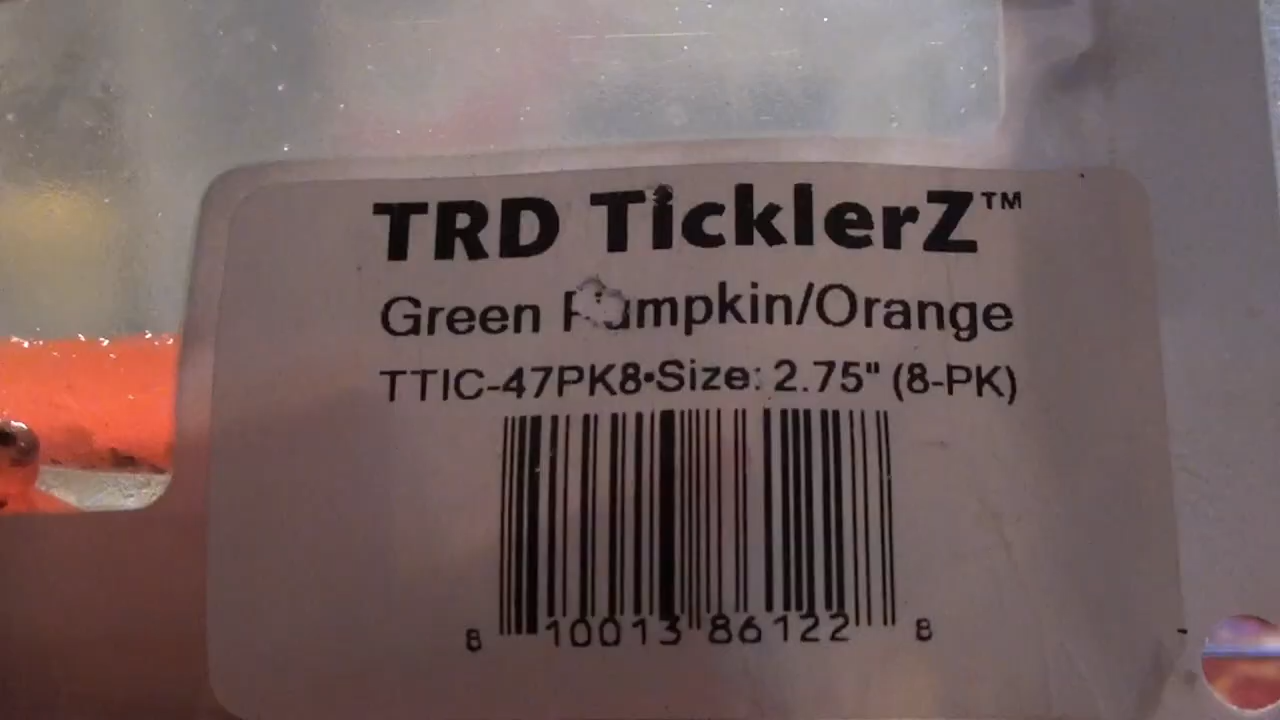 TRD TicklerZ™
Green Pumpkin/Orange
TTIC-47PK8•Size: 2.75" (8-PK)
8 10013 86122 8